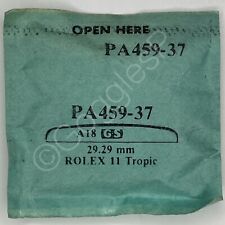 OPEN HERE
PA459-37
PA459-37
A18 GS
29.29 mm
ROLEX 11 Tropic